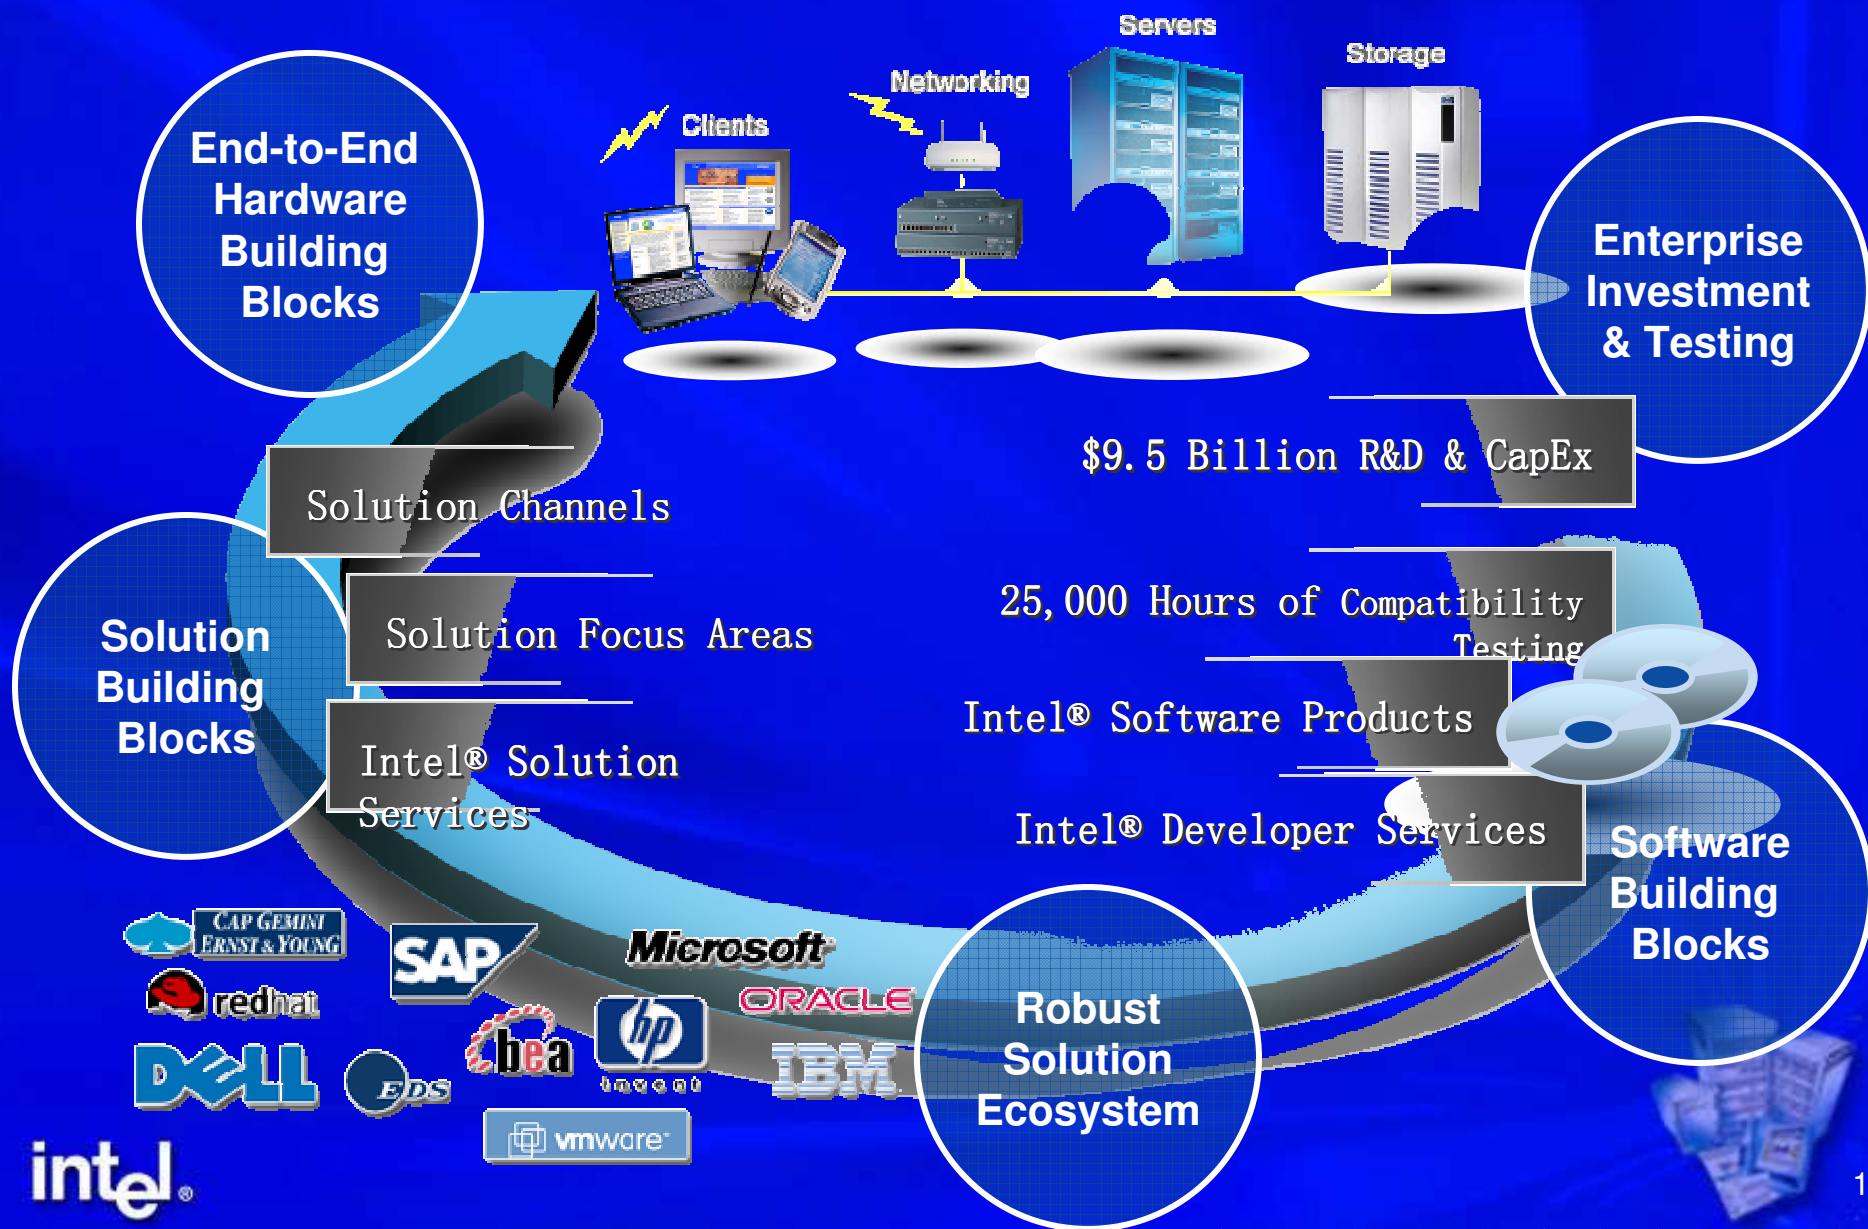 Servers
Storage
Networking
Clients
End-to-End
Hardware
Building
Blocks
Enterprise
Investment
& Testing
$9.5 Billion R&D & CapEx
Solution Channels
25,000 Hours of Compatibility
Testing
Solution
Building
Blocks
Solution Focus Areas
Intel® Software Products
Intel® Solution
Services
Intel® Developer Services
Software
Building
Blocks
CAP GEMINI
ERNST & YOUNG
SAP
Microsoft
redhat
ORACLE
hp
invent
bea
DELL
EDS
IBM
vmware
Robust
Solution
Ecosystem
intel®
1